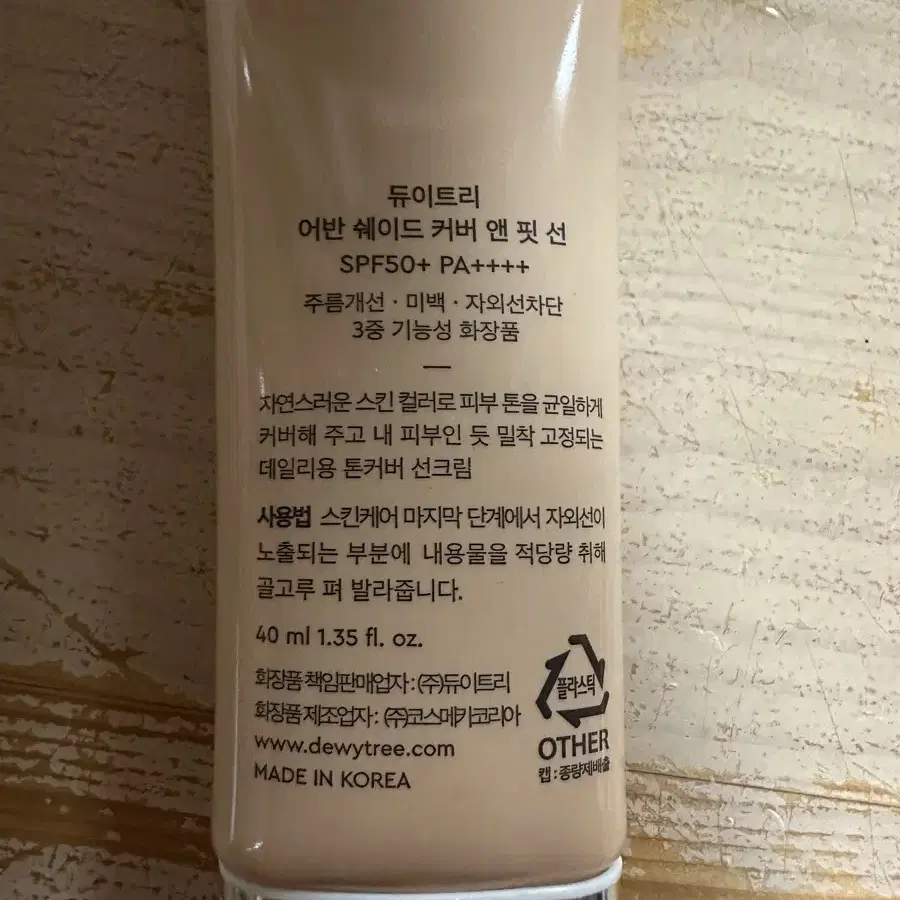 듀이트리
어반 쉐이드 커버 앤 핏 선
SPF50+ PA++++
주름개선 · 미백 · 자외선차단
3중 기능성 화장품
자연스러운 스킨 컬러로 피부 톤을 균일하게
커버해 주고 내 피부인 듯 밀착 고정되는
데일리용 톤커버 선크림
사용법 스킨케어 마지막 단계에서 자외선이
노출되는 부분에 내용물을 적당량 취해
골고루 펴 발라줍니다.
40 ml 1.35 fl. oz.
화장품책임판매업자 : (주)듀이트리
화장품제조업자 : (주)코스메카코리아
www.dewytree.com
MADE IN KOREA
플라스틱
OTHER
캡 : 종량제배출